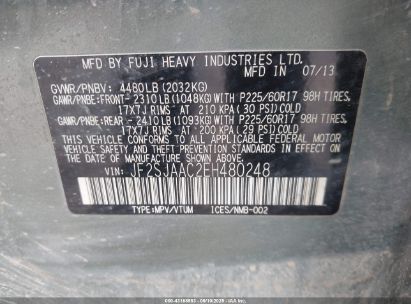 MFD BY FUJI HEAVY INDUSTRIES LTD.
MFD IN 07/13
GVWR/PNBV: 4480LB (2032KG)
GAWR/PNBE:FRONT- 2310LB (1048KG) WITH P225/60R17 98H TIRES,
17X7J RIMS AT 210 KPA (30 PSI) COLD
GAWR/PNBE:REAR - 2410LB (1093KG) WITH P225/60R17 98H TIRES,
17X7J RIMS AT 200 KPA (29 PSI) COLD
THIS VEHICLE CONFORMS TO ALL APPLICABLE FEDERAL MOTOR
VEHICLE SAFETY STANDARDS IN EFFECT ON THE DATE OF
MANUFACTURE SHOWN ABOVE.
VIN: JF2SJAAC2EH480248
TYPE:MPV/VTUM ICES/NMB-002